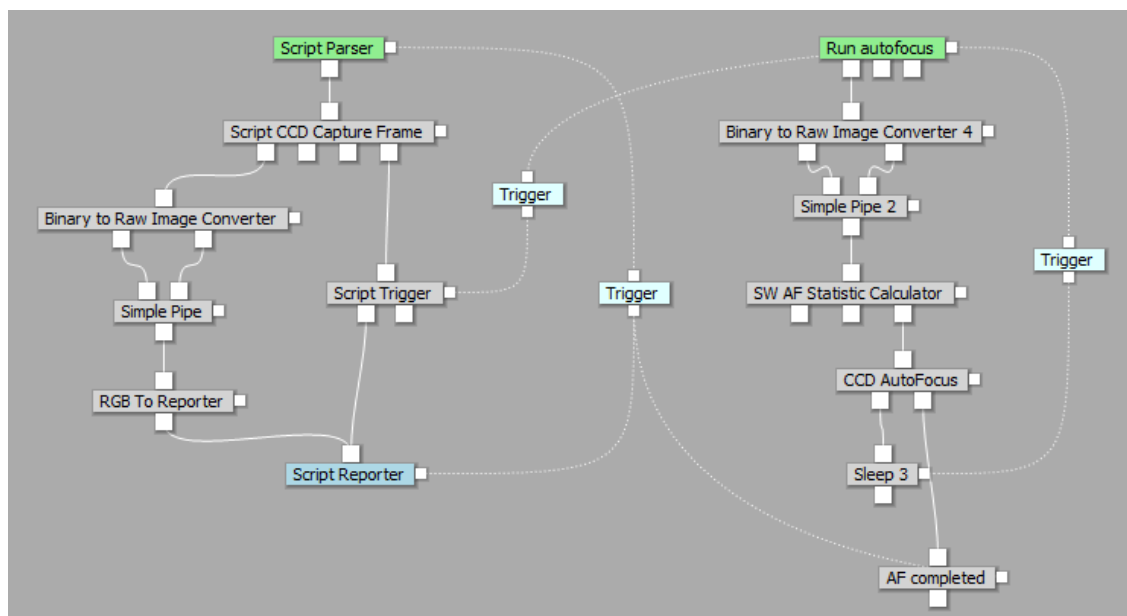 Script Parser
Run autofocus
Script CCD Capture Frame
Binary to Raw Image Converter 4
Trigger
Binary to Raw Image Converter
Simple Pipe 2
Trigger
Script Trigger
Trigger
SW AF Statistic Calculator
Simple Pipe
CCD AutoFocus
RGB To Reporter
Script Reporter
Sleep 3
AF completed